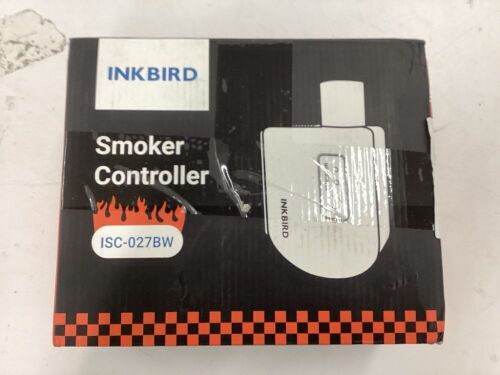 INKBIRD
Smoker
Controller
ISC-027BW
INKBIRD